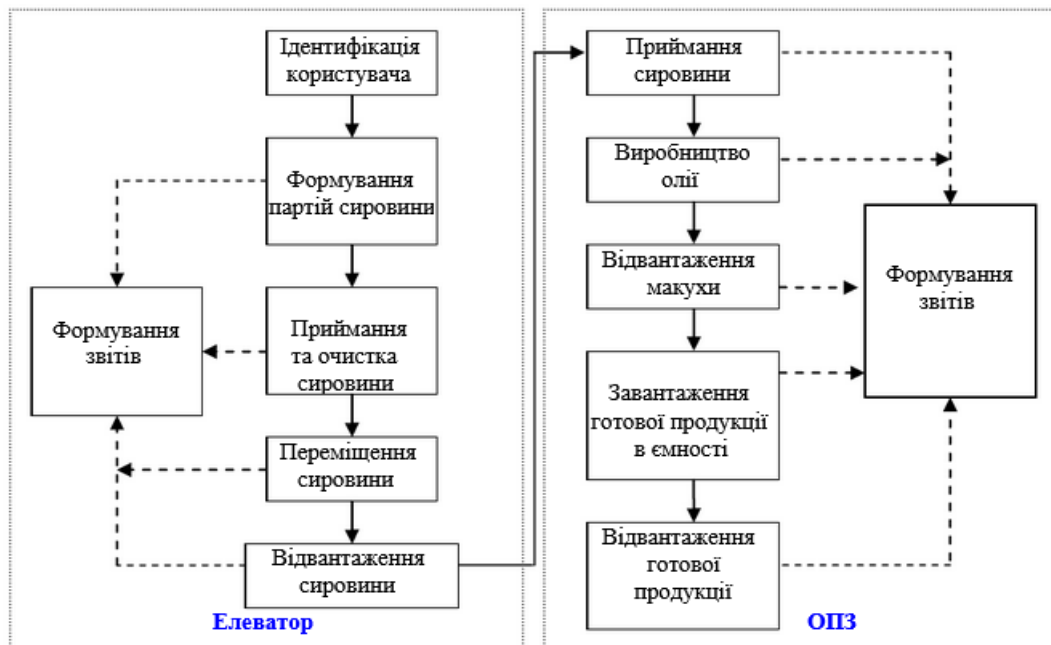 Ідентифікація
користувача
Формування
партій сировини
Формування
звітів
Приймання
та очистка
сировини
Переміщення
сировини
Відвантаження
сировини
Елеватор
Приймання
сировини
Виробництво
олії
Відвантаження
макухи
Формування
звітів
Завантаження
готової продукції
в ємності
Відвантаження
готової
продукції
ОПЗ